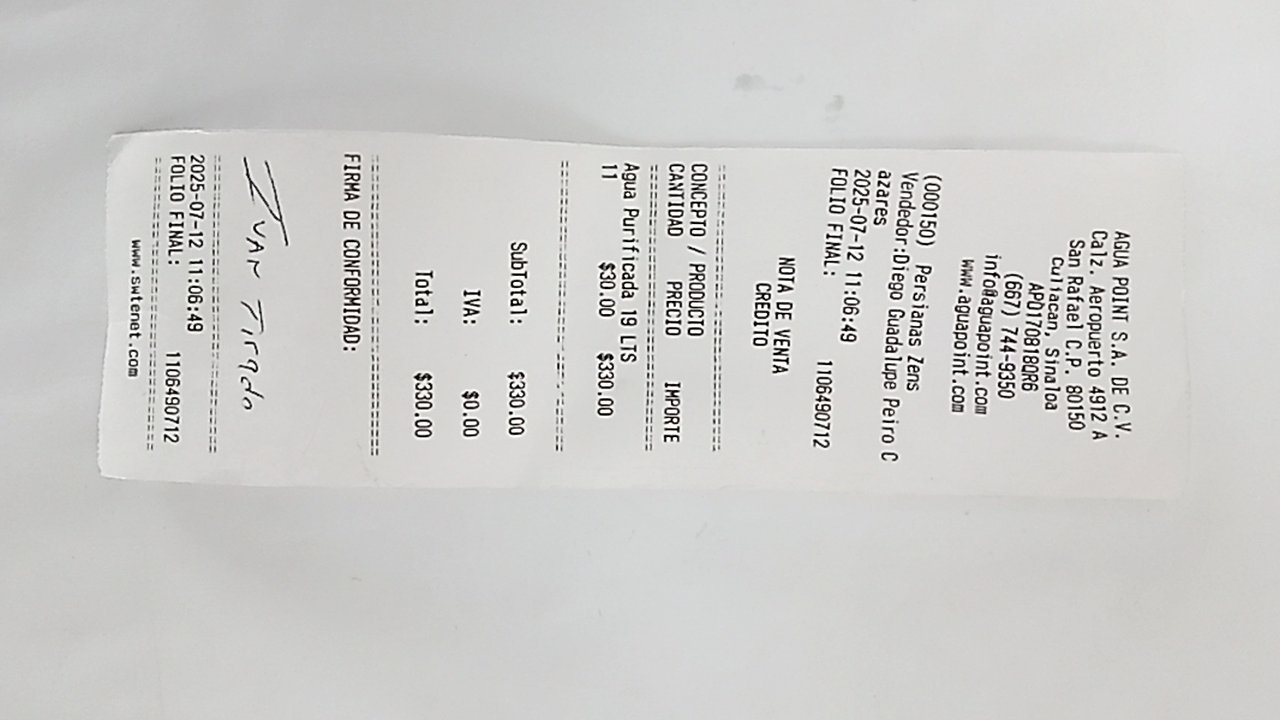 AGUA POINT S.A. DE C.V.
Calz. Aeropuerto 4912 A
San Rafael C.P. 80150
Culiacan, Sinaloa
APO170818QR6
(667) 744-9350
info@aguapoint.com
www.aguapoint.com
(000150) Persianas Zens
Vendedor:Diego Guadalupe Peiro C
azares
2025-07-12 11:06:49
FOLIO FINAL: 1106490712
NOTA DE VENTA
CREDITO
CONCEPTO / PRODUCTO
CANTIDAD PRECIO IMPORTE
Agua Purificada 19 LTS
11 $30.00 $330.00
SubTotal: $330.00
IVA: $0.00
Total: $330.00
FIRMA DE CONFORMIDAD:
IVAN TIRADO
2025-07-12 11:06:49
FOLIO FINAL: 1106490712
www.swtenet.com